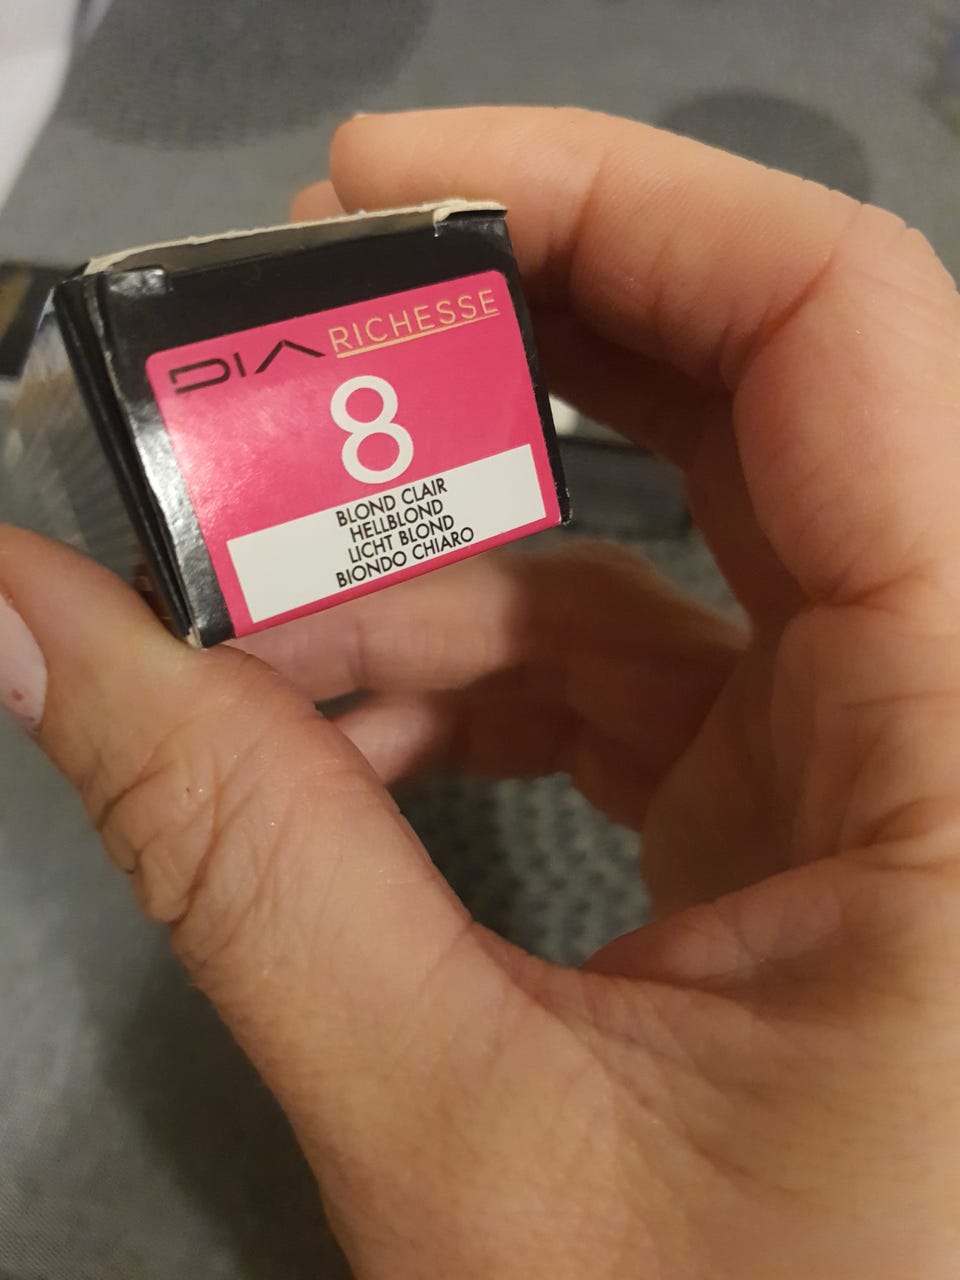 DIA RICHESSE
8
BLOND CLAIR
HELLBLOND
LICHT BLOND
BIONDO CHIARO